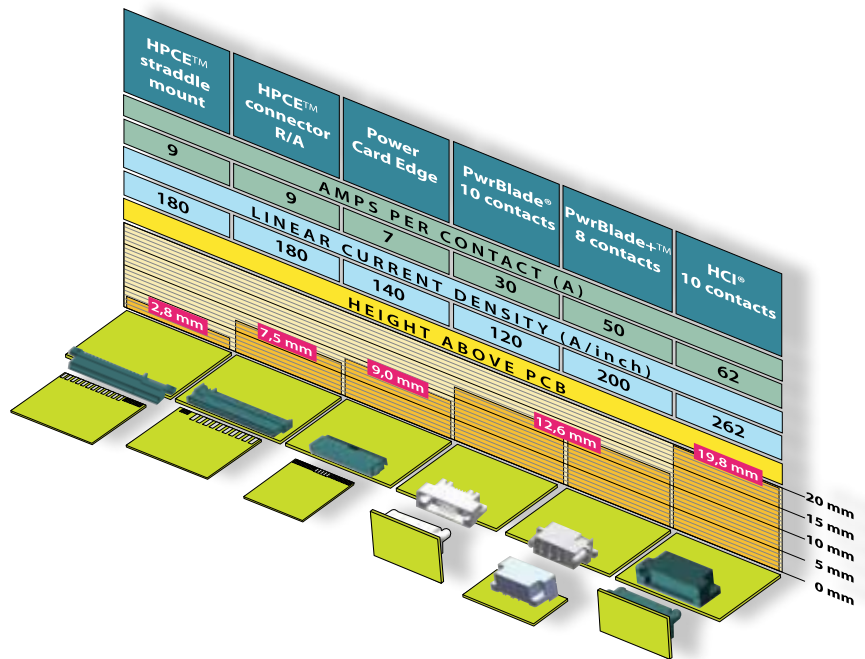 HPCE™
straddle
mount
HPCE™
connector
R/A
Power
Card Edge
PwrBlade®
10 contacts
PwrBlade+™
8 contacts
HCI®
10 contacts
AMPS PER CONTACT (A)
9
9
7
30
50
62
LINEAR CURRENT DENSITY (A/inch)
180
180
140
120
200
262
HEIGHT ABOVE PCB
2,8 mm
7,5 mm
9,0 mm
12,6 mm
19,8 mm
20 mm
15 mm
10 mm
5 mm
0 mm